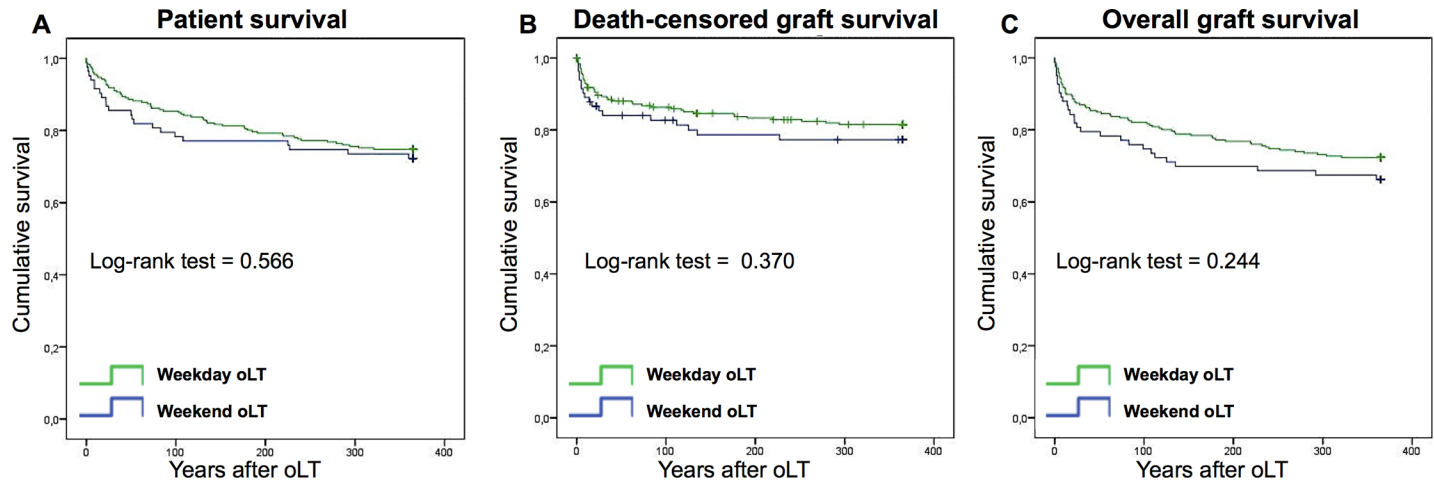 A Patient survival
Cumulative survival
1,0
0,8
0,6
0,4
0,2
0,0
Log-rank test = 0.566
Weekday oLT
Weekend oLT
0 100 200 300 400
Years after oLT
B Death-censored graft survival
Cumulative survival
1,0
0,8
0,6
0,4
0,2
0,0
Log-rank test = 0.370
Weekday oLT
Weekend oLT
0 100 200 300 400
Years after oLT
C Overall graft survival
Cumulative survival
1,0
0,8
0,6
0,4
0,2
0,0
Log-rank test = 0.244
Weekday oLT
Weekend oLT
0 100 200 300 400
Years after oLT